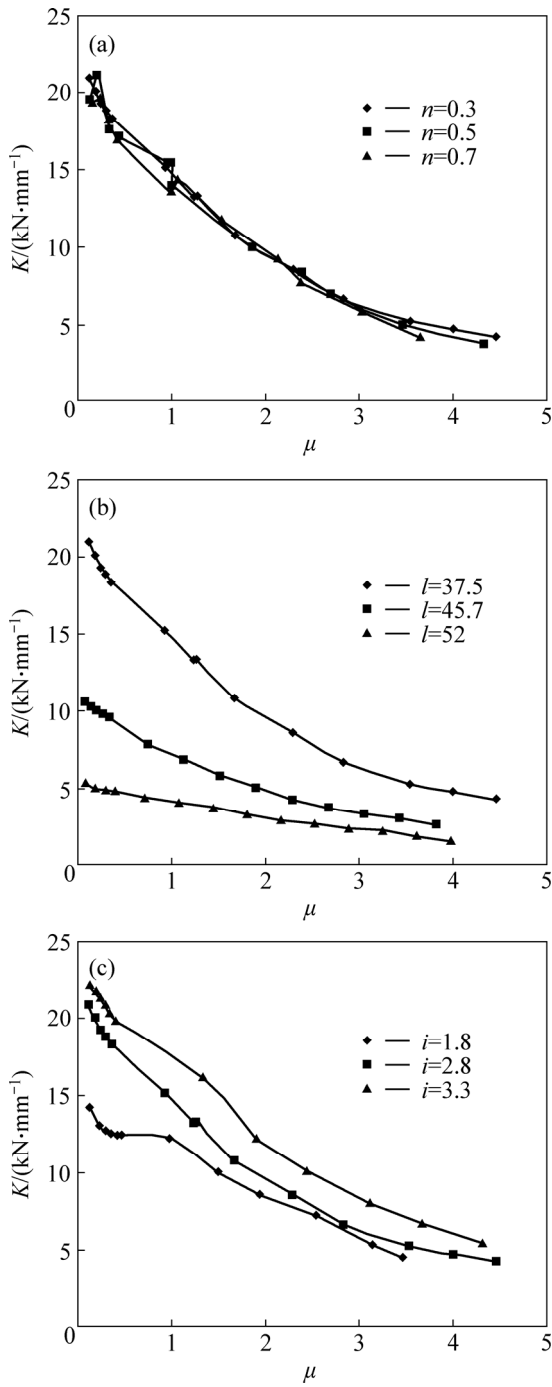 25
(a)
20
n=0.3
n=0.5
n=0.7
15
K/(kN·mm⁻¹)
10
5
0
1
2
3
4
5
μ
25
(b)
20
l=37.5
l=45.7
l=52
15
K/(kN·mm⁻¹)
10
5
0
1
2
3
4
5
μ
25
(c)
20
i=1.8
i=2.8
i=3.3
15
K/(kN·mm⁻¹)
10
5
0
1
2
3
4
5
μ